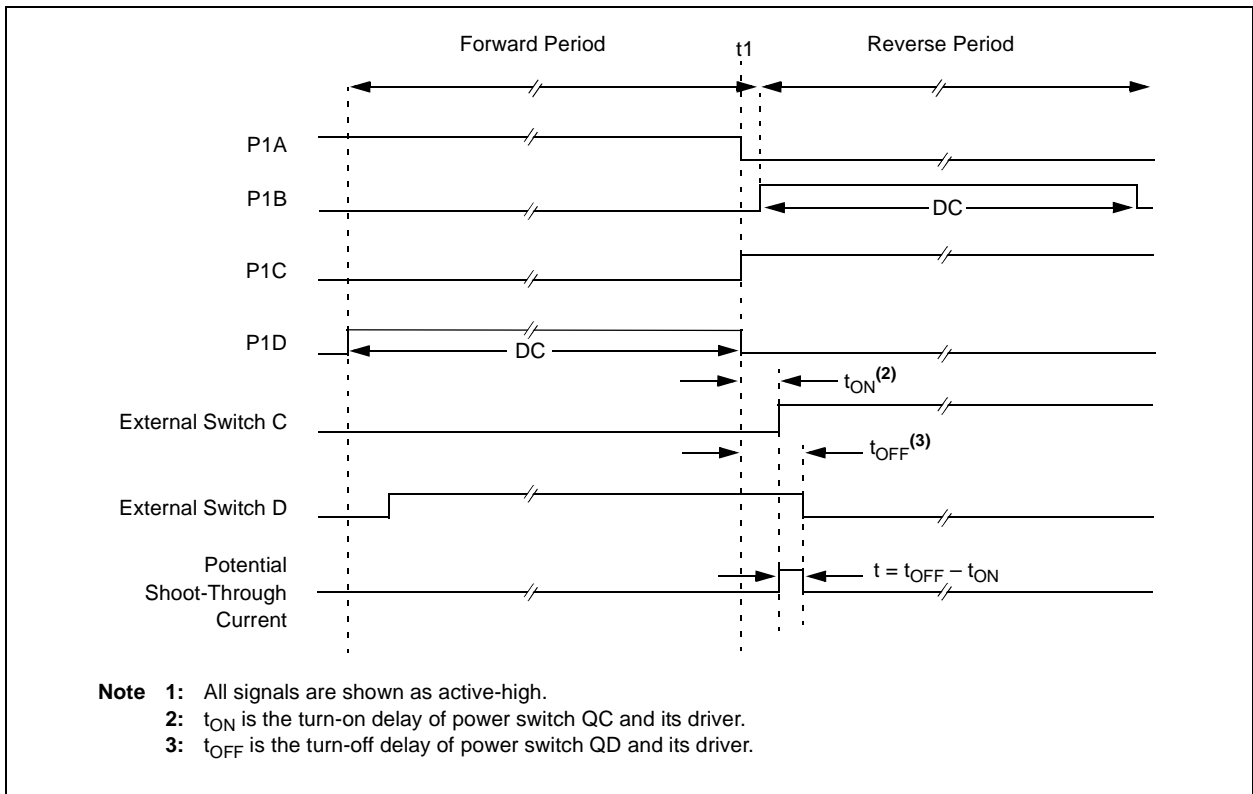 Forward Period
t1
Reverse Period
P1A
P1B
DC
P1C
P1D
DC
tON(2)
External Switch C
tOFF(3)
External Switch D
Potential
Shoot-Through
Current
t = tOFF – tON
Note 1: All signals are shown as active-high.
2: tON is the turn-on delay of power switch QC and its driver.
3: tOFF is the turn-off delay of power switch QD and its driver.